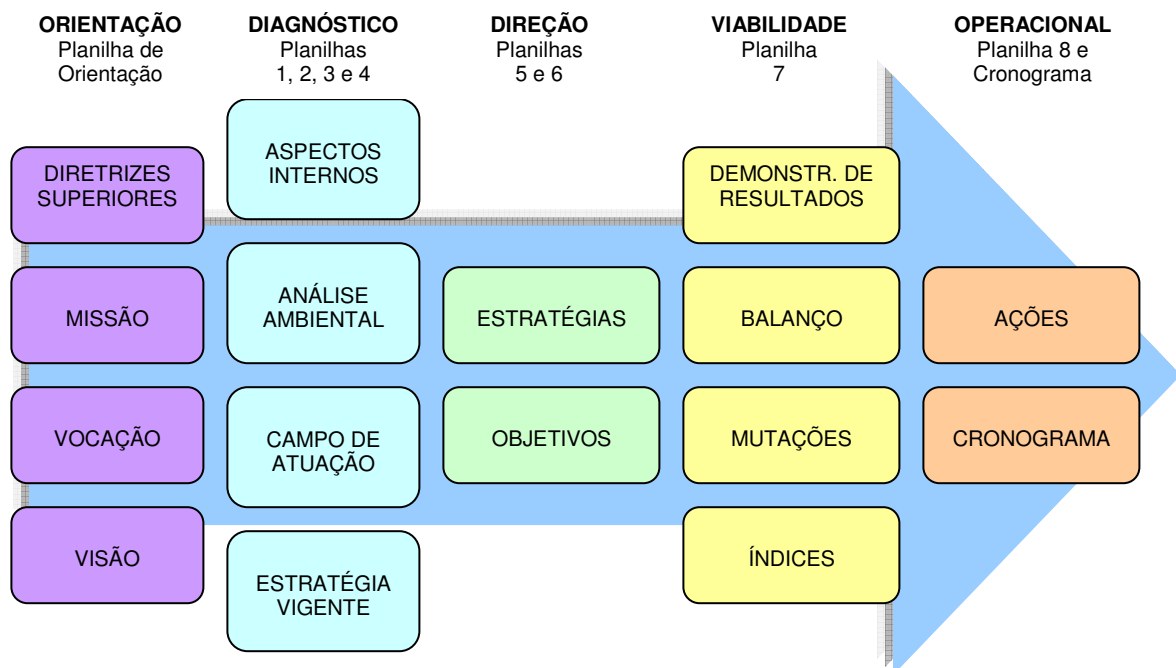 ORIENTAÇÃO
Planilha de
Orientação
DIAGNÓSTICO
Planilhas
1, 2, 3 e 4
DIREÇÃO
Planilhas
5 e 6
VIABILIDADE
Planilha
7
OPERACIONAL
Planilha 8 e
Cronograma
DIRETRIZES
SUPERIORES
MISSÃO
VOCAÇÃO
VISÃO
ASPECTOS
INTERNOS
ANÁLISE
AMBIENTAL
CAMPO DE
ATUAÇÃO
ESTRATÉGIA
VIGENTE
ESTRATÉGIAS
OBJETIVOS
DEMONSTR. DE
RESULTADOS
BALANÇO
MUTAÇÕES
ÍNDICES
AÇÕES
CRONOGRAMA